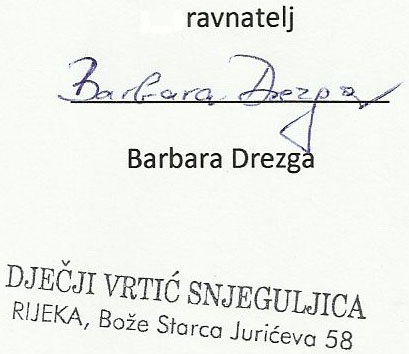 ravnatelj
Barbara Drezga
Barbara Drezga
DJEČJI VRTIĆ SNJEGULJICA
RIJEKA, Bože Starca Jurićeva 58